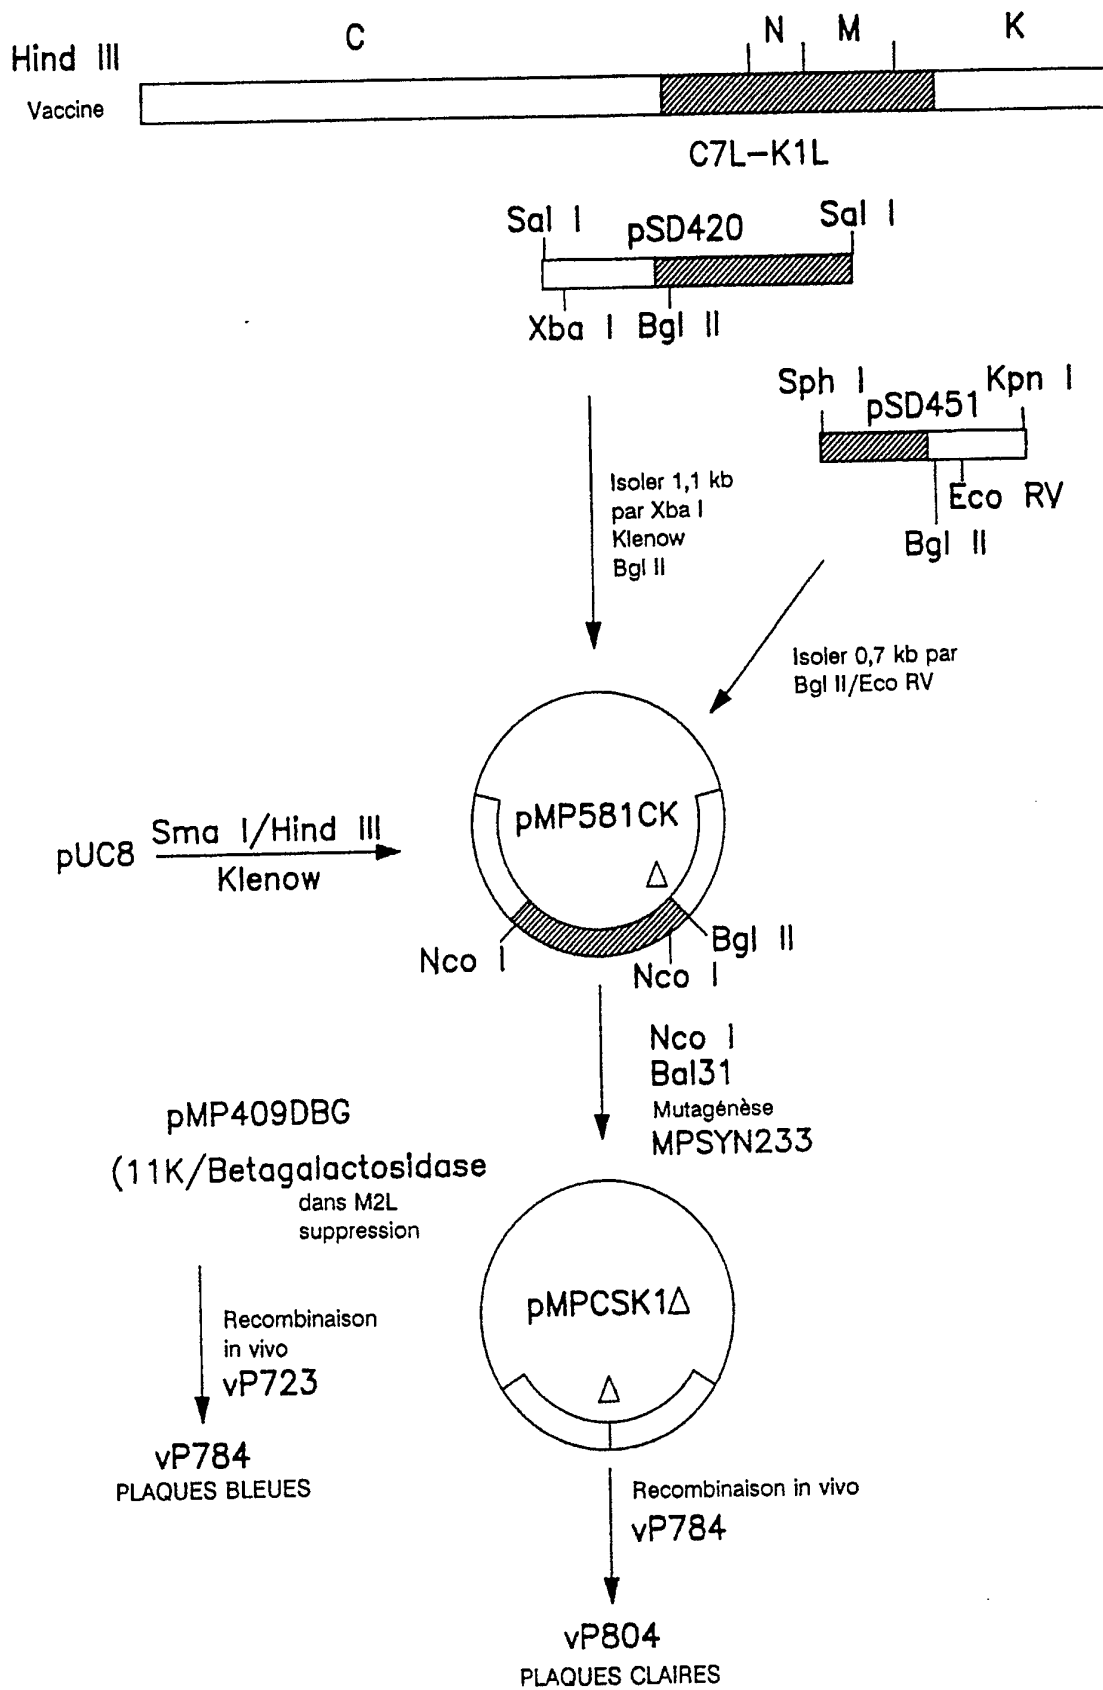 C N M K
Hind III
Vaccine
C7L-K1L
Sal I pSD420 Sal I
Xba I Bgl II
Sph I pSD451 Kpn I
Eco RV
Bgl II
Isoler 1,1 kb
par Xba I
Klenow
Bgl II
Isoler 0,7 kb par
Bgl II/Eco RV
pUC8
Sma I/Hind III
Klenow
pMP581CK
Δ
Nco I
Nco I
Bgl II
Nco I
Bal31
Mutagénèse
MPSYN233
pMP409DBG
(11K/Betagalactosidase
dans M2L
suppression
Recombinaison
in vivo
vP723
vP784
PLAQUES BLEUES
pMPCSK1Δ
Δ
Recombinaison in vivo
vP784
vP804
PLAQUES CLAIRES